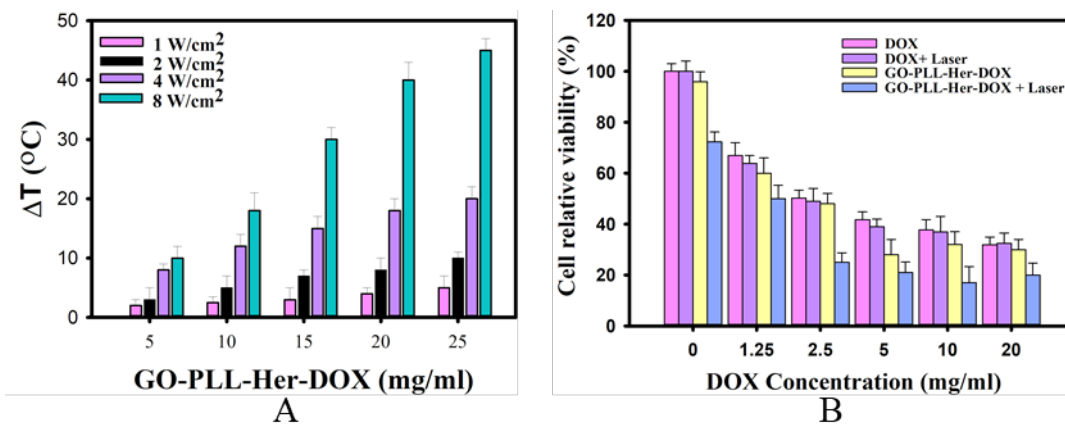 50
40
30
20
10
0
ΔT (ºC)
1 W/cm²
2 W/cm²
4 W/cm²
8 W/cm²
5 10 15 20 25
GO-PLL-Her-DOX (mg/ml)
A
120
100
80
60
40
20
0
Cell relative viability (%)
DOX
DOX+ Laser
GO-PLL-Her-DOX
GO-PLL-Her-DOX + Laser
0 1.25 2.5 5 10 20
DOX Concentration (mg/ml)
B